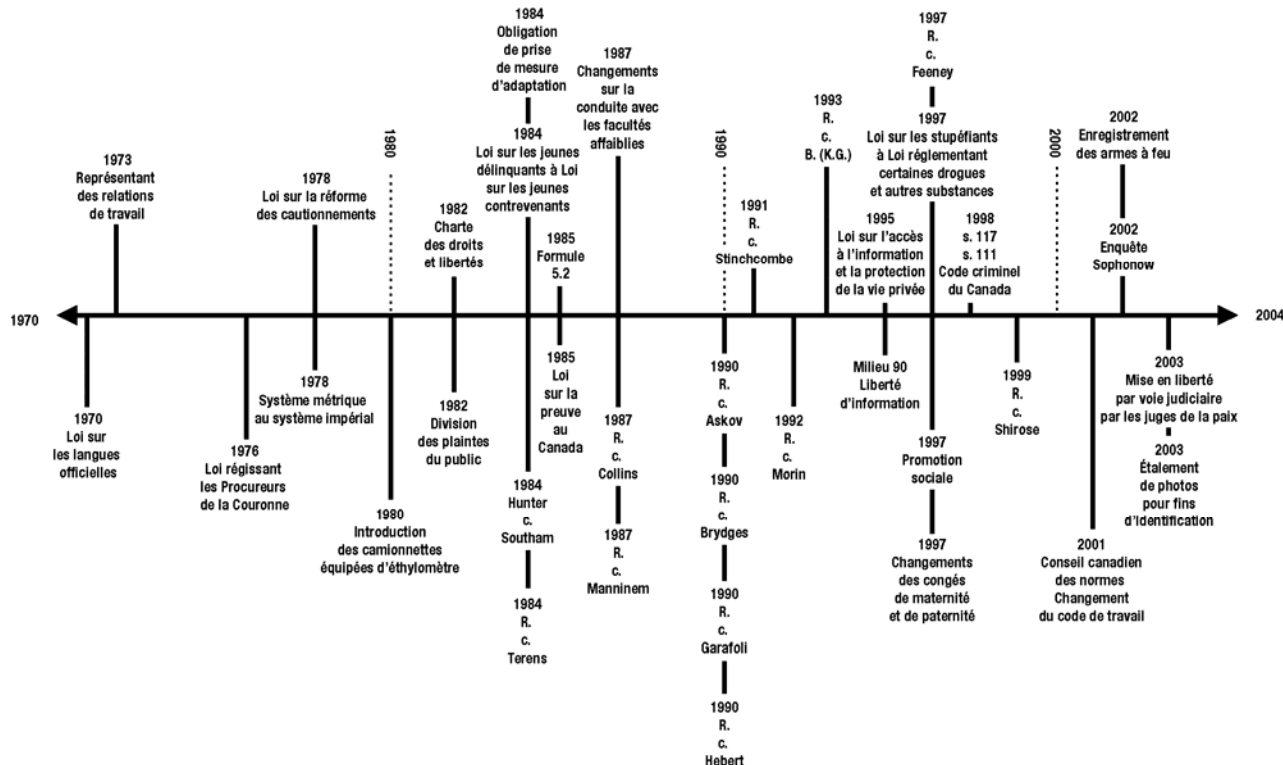 1984
Obligation
de prise
de mesure
d'adaptation
1984
Loi sur les jeunes
délinquants à Loi
sur les jeunes
contrevenants
1987
Changements
sur la
conduite avec
les facultés
affaiblies
1997
R.
c.
Feeney
1997
Loi sur les stupéfiants
à Loi réglementant
certaines drogues
et autres substances
1993
R.
c.
B. (K.G.)
2002
Enregistrement
des armes à feu
2002
Enquête
Sophonow
1973
Représentant
des relations
de travail
1978
Loi sur la réforme
des cautionnements
1980
1982
Charte
des droits
et libertés
1985
Formule
5.2
1990
1991
R.
c.
Stinchcombe
1995
Loi sur l'accès
à l'information
et la protection
de la vie privée
1998
s. 117
s. 111
Code criminel
du Canada
2000
1970
2004
1970
Loi sur
les langues
officielles
1976
Loi régissant
les Procureurs
de la Couronne
1978
Système métrique
au système impérial
1980
Introduction
des camionnettes
équipées d'éthylomètre
1982
Division
des plaintes
du public
1984
Hunter
c.
Southam
1984
R.
c.
Terens
1985
Loi
sur la
preuve
au
Canada
1987
R.
c.
Collins
1987
R.
c.
Manninem
1990
R.
c.
Askov
1990
R.
c.
Brydges
1990
R.
c.
Garafoli
1990
R.
c.
Hebert
1992
R.
c.
Morin
Milieu 90
Liberté
d'information
1997
Promotion
sociale
1997
Changements
des congés
de maternité
et de paternité
1999
R.
c.
Shirose
2001
Conseil canadien
des normes
Changement
du code de travail
2003
Mise en liberté
par voie judiciaire
par les juges de la paix
2003
Étalement
de photos
pour fins
d'identification